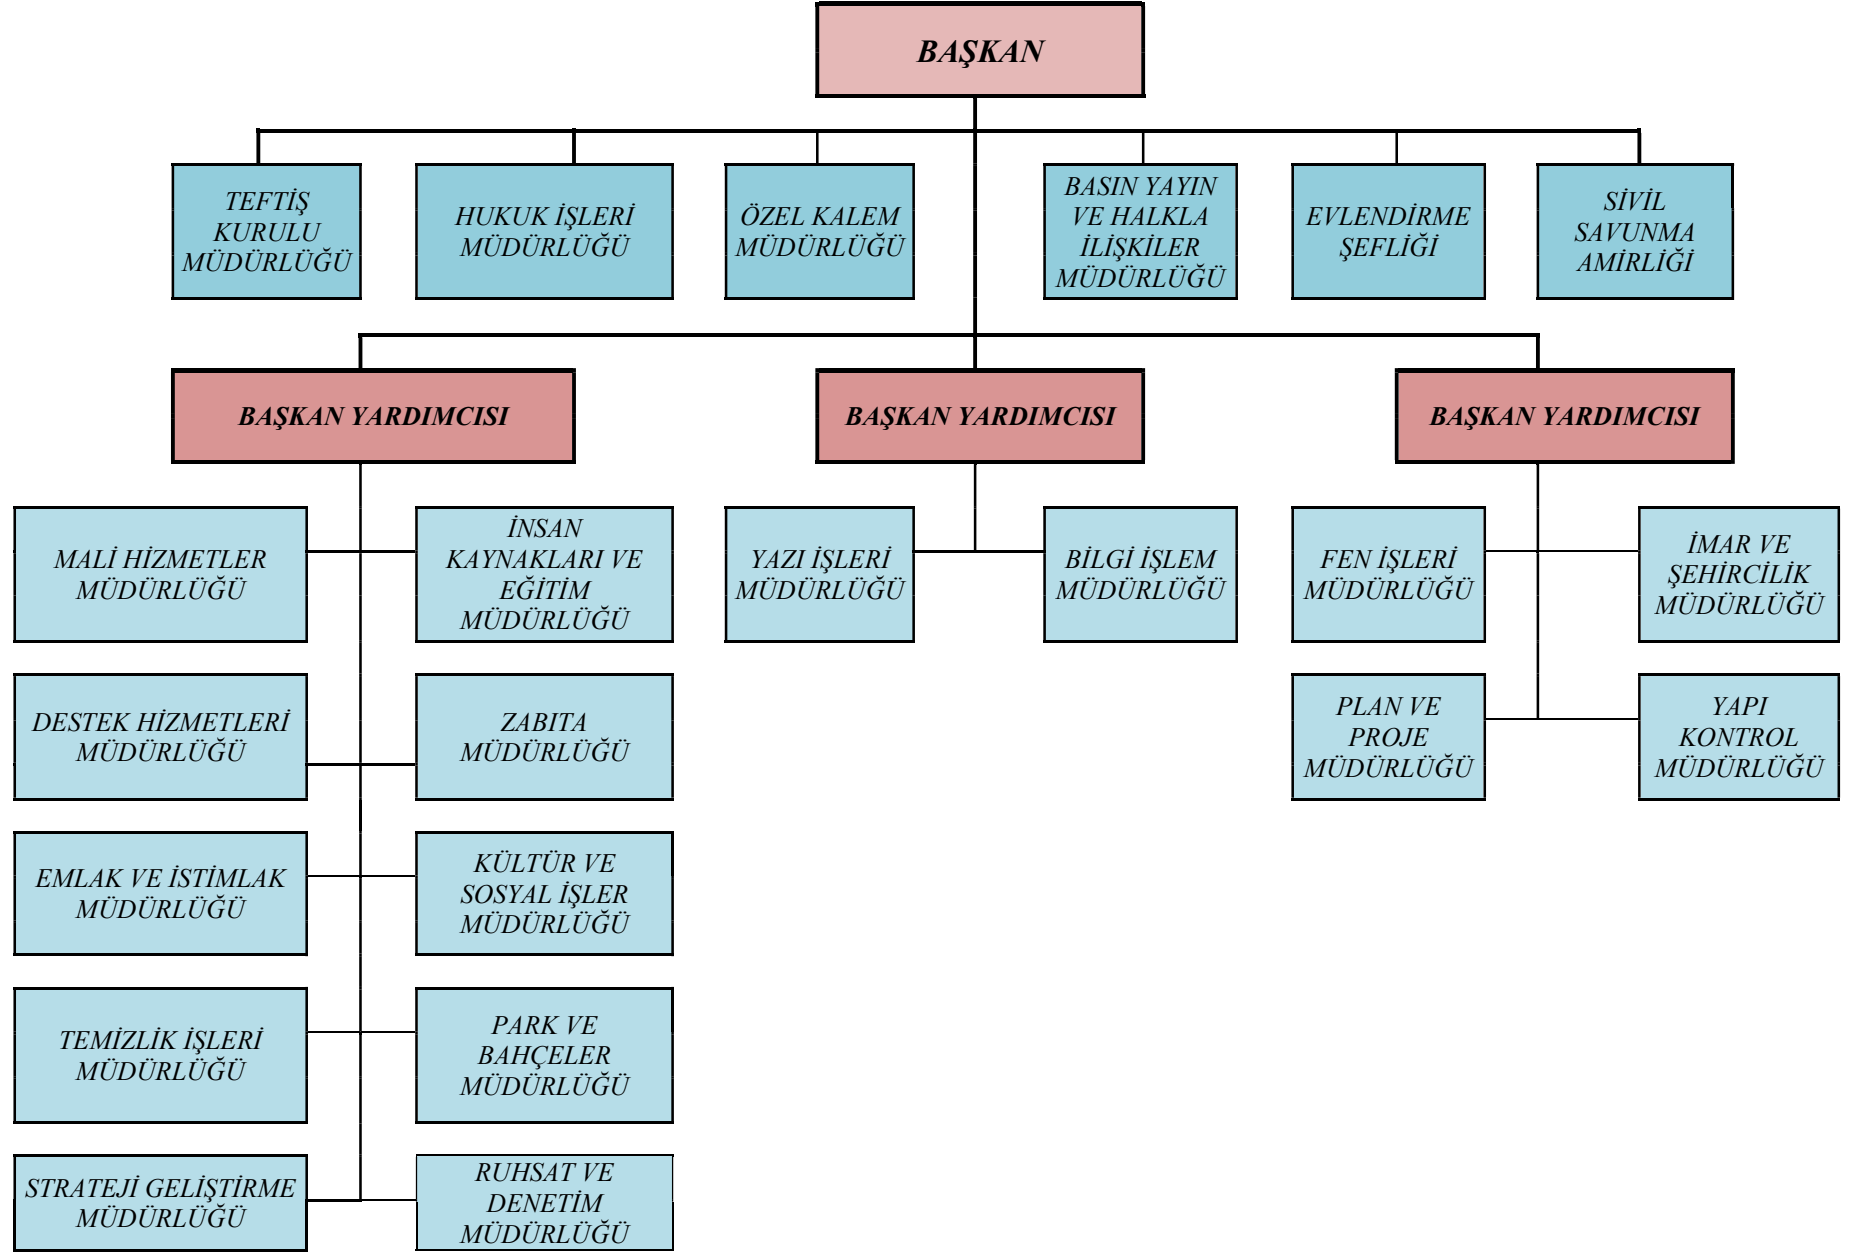 BAŞKAN
TEFTİŞ
KURULU
MÜDÜRLÜĞÜ
HUKUK İŞLERİ
MÜDÜRLÜĞÜ
ÖZEL KALEM
MÜDÜRLÜĞÜ
BASIN YAYIN
VE HALKLA
İLİŞKİLER
MÜDÜRLÜĞÜ
EVLENDİRME
ŞEFLİĞİ
SİVİL
SAVUNMA
AMİRLİĞİ
BAŞKAN YARDIMCISI
BAŞKAN YARDIMCISI
BAŞKAN YARDIMCISI
MALİ HİZMETLER
MÜDÜRLÜĞÜ
İNSAN
KAYNAKLARI VE
EĞİTİM
MÜDÜRLÜĞÜ
YAZI İŞLERİ
MÜDÜRLÜĞÜ
BİLGİ İŞLEM
MÜDÜRLÜĞÜ
FEN İŞLERİ
MÜDÜRLÜĞÜ
İMAR VE
ŞEHİRCİLİK
MÜDÜRLÜĞÜ
DESTEK HİZMETLERİ
MÜDÜRLÜĞÜ
ZABITA
MÜDÜRLÜĞÜ
PLAN VE
PROJE
MÜDÜRLÜĞÜ
YAPI
KONTROL
MÜDÜRLÜĞÜ
EMLAK VE İSTİMLAK
MÜDÜRLÜĞÜ
KÜLTÜR VE
SOSYAL İŞLER
MÜDÜRLÜĞÜ
TEMİZLİK İŞLERİ
MÜDÜRLÜĞÜ
PARK VE
BAHÇELER
MÜDÜRLÜĞÜ
STRATEJİ GELİŞTİRME
MÜDÜRLÜĞÜ
RUHSAT VE
DENETİM
MÜDÜRLÜĞÜ